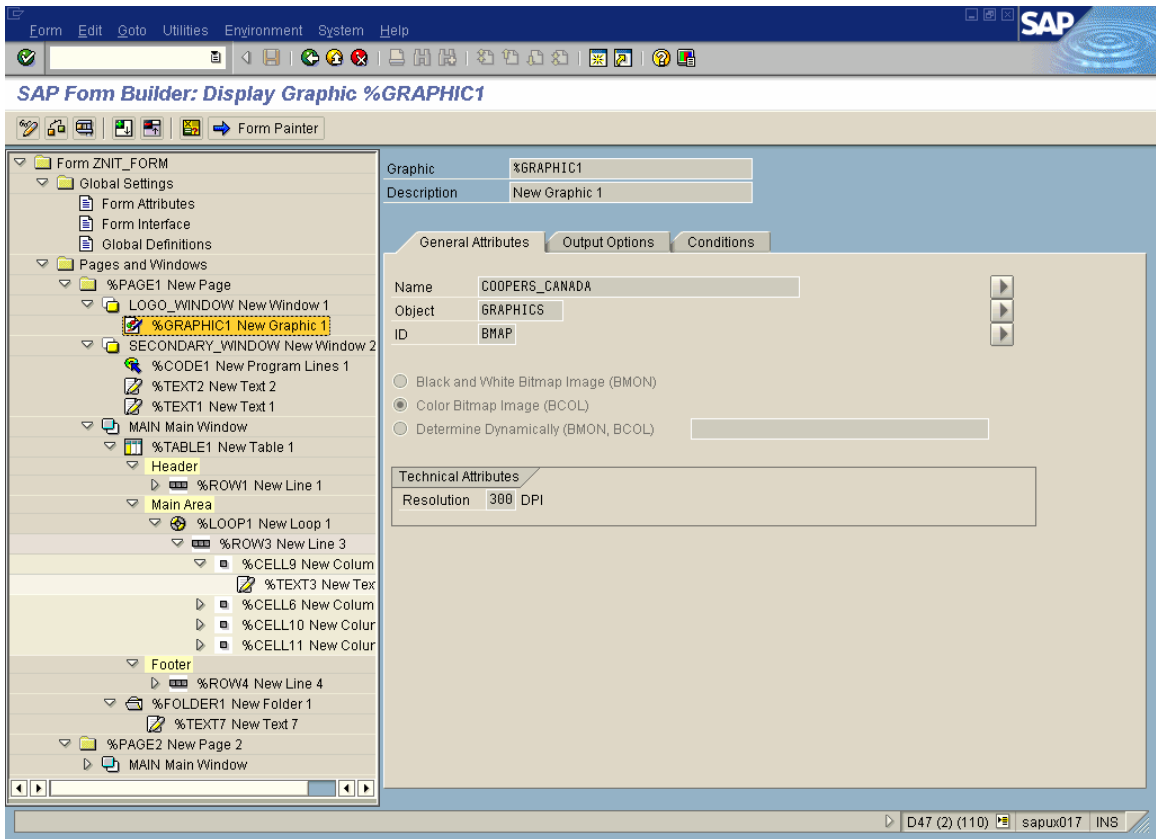 Form Edit Goto Utilities Environment System Help
SAP
SAP Form Builder: Display Graphic %GRAPHIC1
Form Painter
Form ZNIT_FORM
Global Settings
Form Attributes
Form Interface
Global Definitions
Pages and Windows
%PAGE1 New Page
LOGO_WINDOW New Window 1
%GRAPHIC1 New Graphic 1
SECONDARY_WINDOW New Window 2
%CODE1 New Program Lines 1
%TEXT2 New Text 2
%TEXT1 New Text 1
MAIN Main Window
%TABLE1 New Table 1
Header
%ROW1 New Line 1
Main Area
%LOOP1 New Loop 1
%ROW3 New Line 3
%CELL9 New Colum
%TEXT3 New Tex
%CELL6 New Colum
%CELL10 New Colur
%CELL11 New Colur
Footer
%ROW4 New Line 4
%FOLDER1 New Folder 1
%TEXT7 New Text 7
%PAGE2 New Page 2
MAIN Main Window
Graphic %GRAPHIC1
Description New Graphic 1
General Attributes Output Options Conditions
Name COOPERS_CANADA
Object GRAPHICS
ID BMAP
Black and White Bitmap Image (BMON)
Color Bitmap Image (BCOL)
Determine Dynamically (BMON, BCOL)
Technical Attributes
Resolution 300 DPI
D47 (2) (110) sapux017 INS